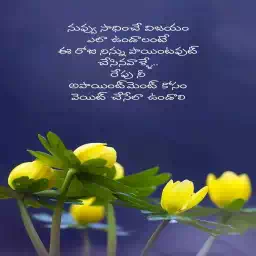 నువ్వు సాధించే విజయం
ఎలా ఉండాలంటే
ఈ రోజు నిన్ను పాయింటవుట్
చేసినవాళ్ళే..
రేపు నీ
అపాయింట్‌మెంట్ కోసం
వెయిట్ చేసేలా ఉండాలి